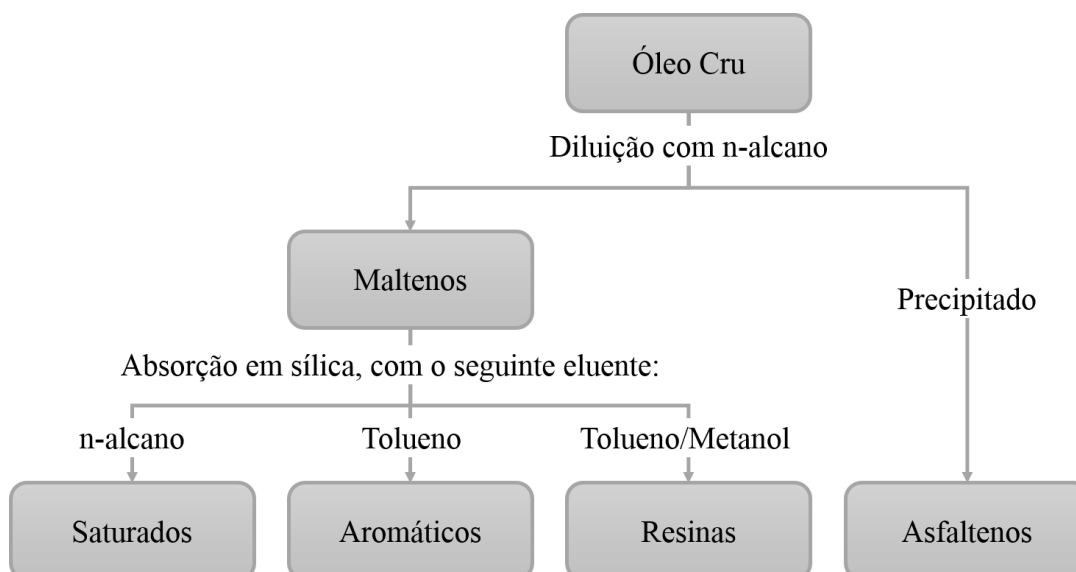 Óleo Cru
Diluição com n-alcano
Maltenos
Precipitado
Absorção em sílica, com o seguinte eluente:
n-alcano
Tolueno
Tolueno/Metanol
Saturados
Aromáticos
Resinas
Asfaltenos